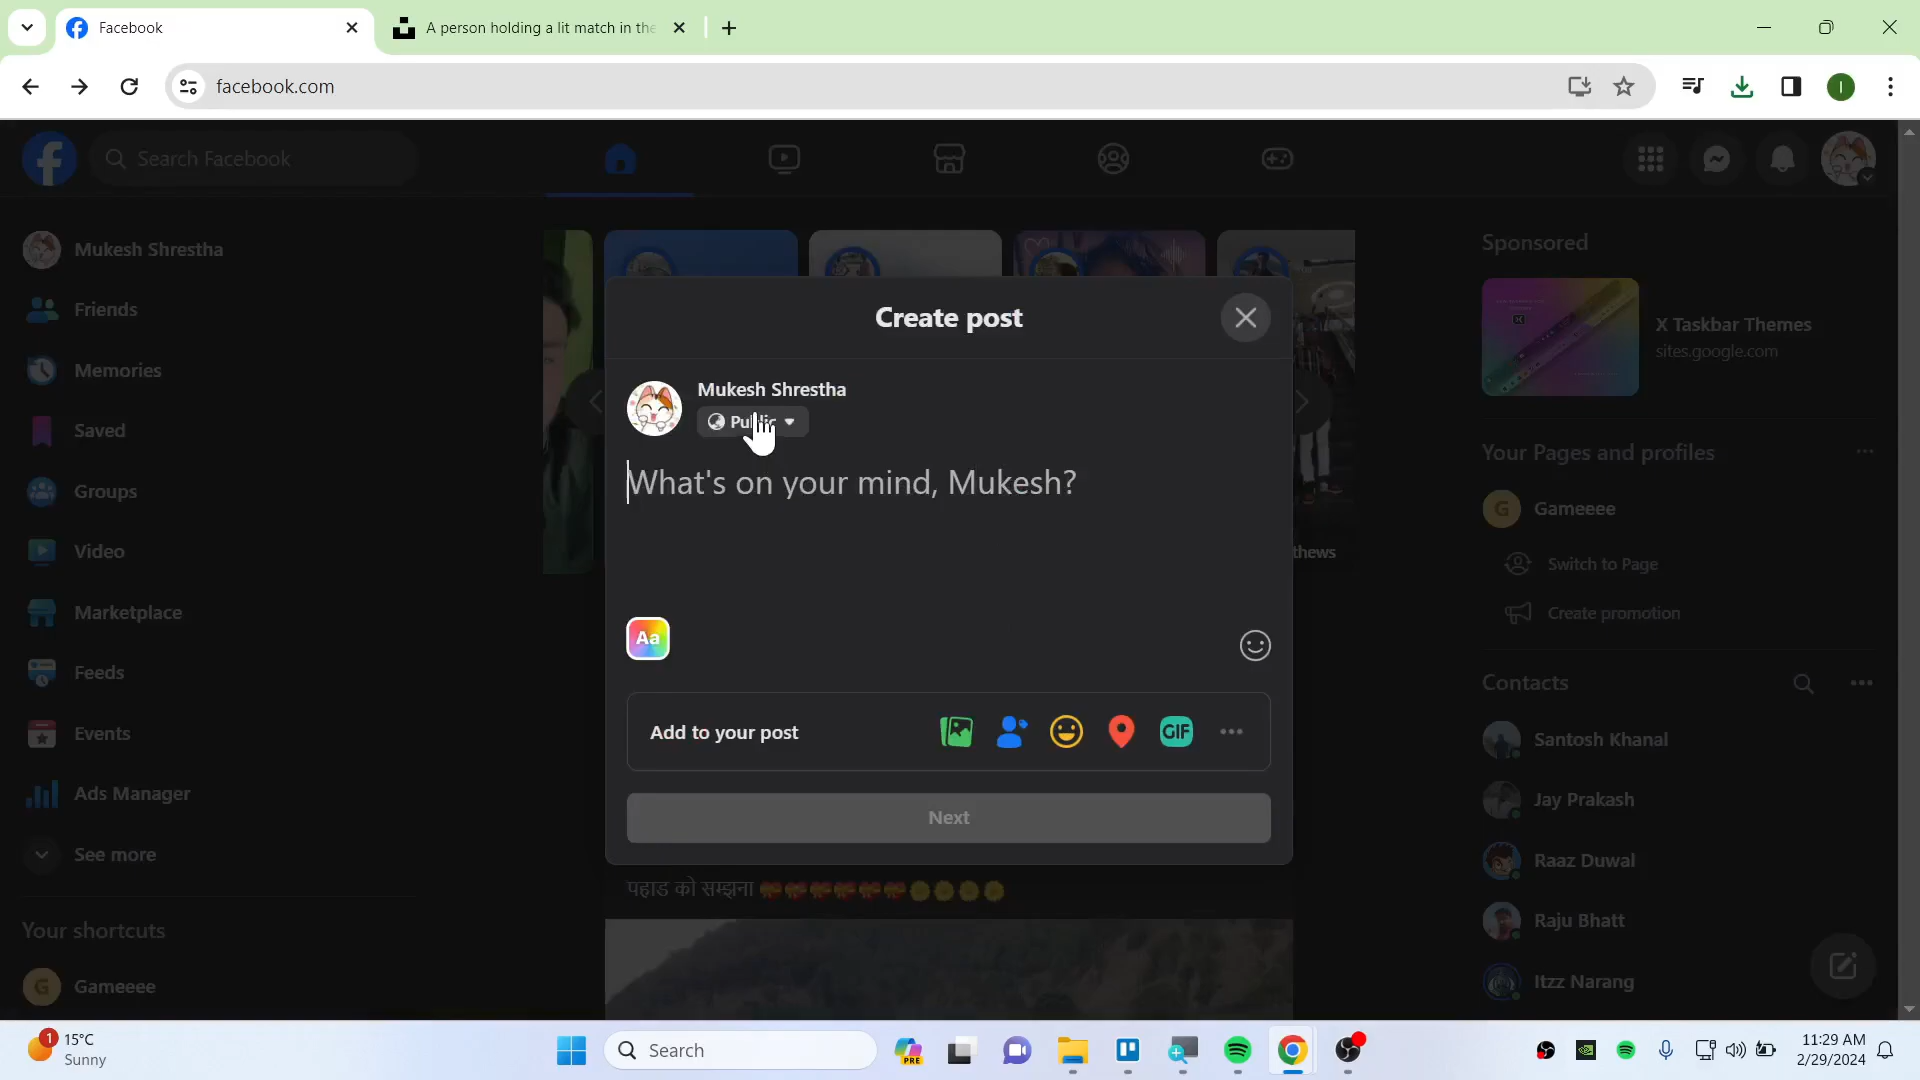 Facebook
A person holding a lit match in the
facebook.com
Search Facebook
Mukesh Shrestha
Friends
Memories
Saved
Groups
Video
Marketplace
Feeds
Events
Ads Manager
See more
Your shortcuts
G Gameeee
Create post
Mukesh Shrestha
Public
What's on your mind, Mukesh?
Aa
Add to your post
GIF
Next
thews
पहाड को सम्झना
Sponsored
X Taskbar Themes
sites.google.com
Your Pages and profiles
G Gameeee
Switch to Page
Create promotion
Contacts
Santosh Khanal
Jay Prakash
Raaz Duwal
Raju Bhatt
Itzz Narang
1
15°C
Sunny
Search
PRE
11:29 AM
2/29/2024
I